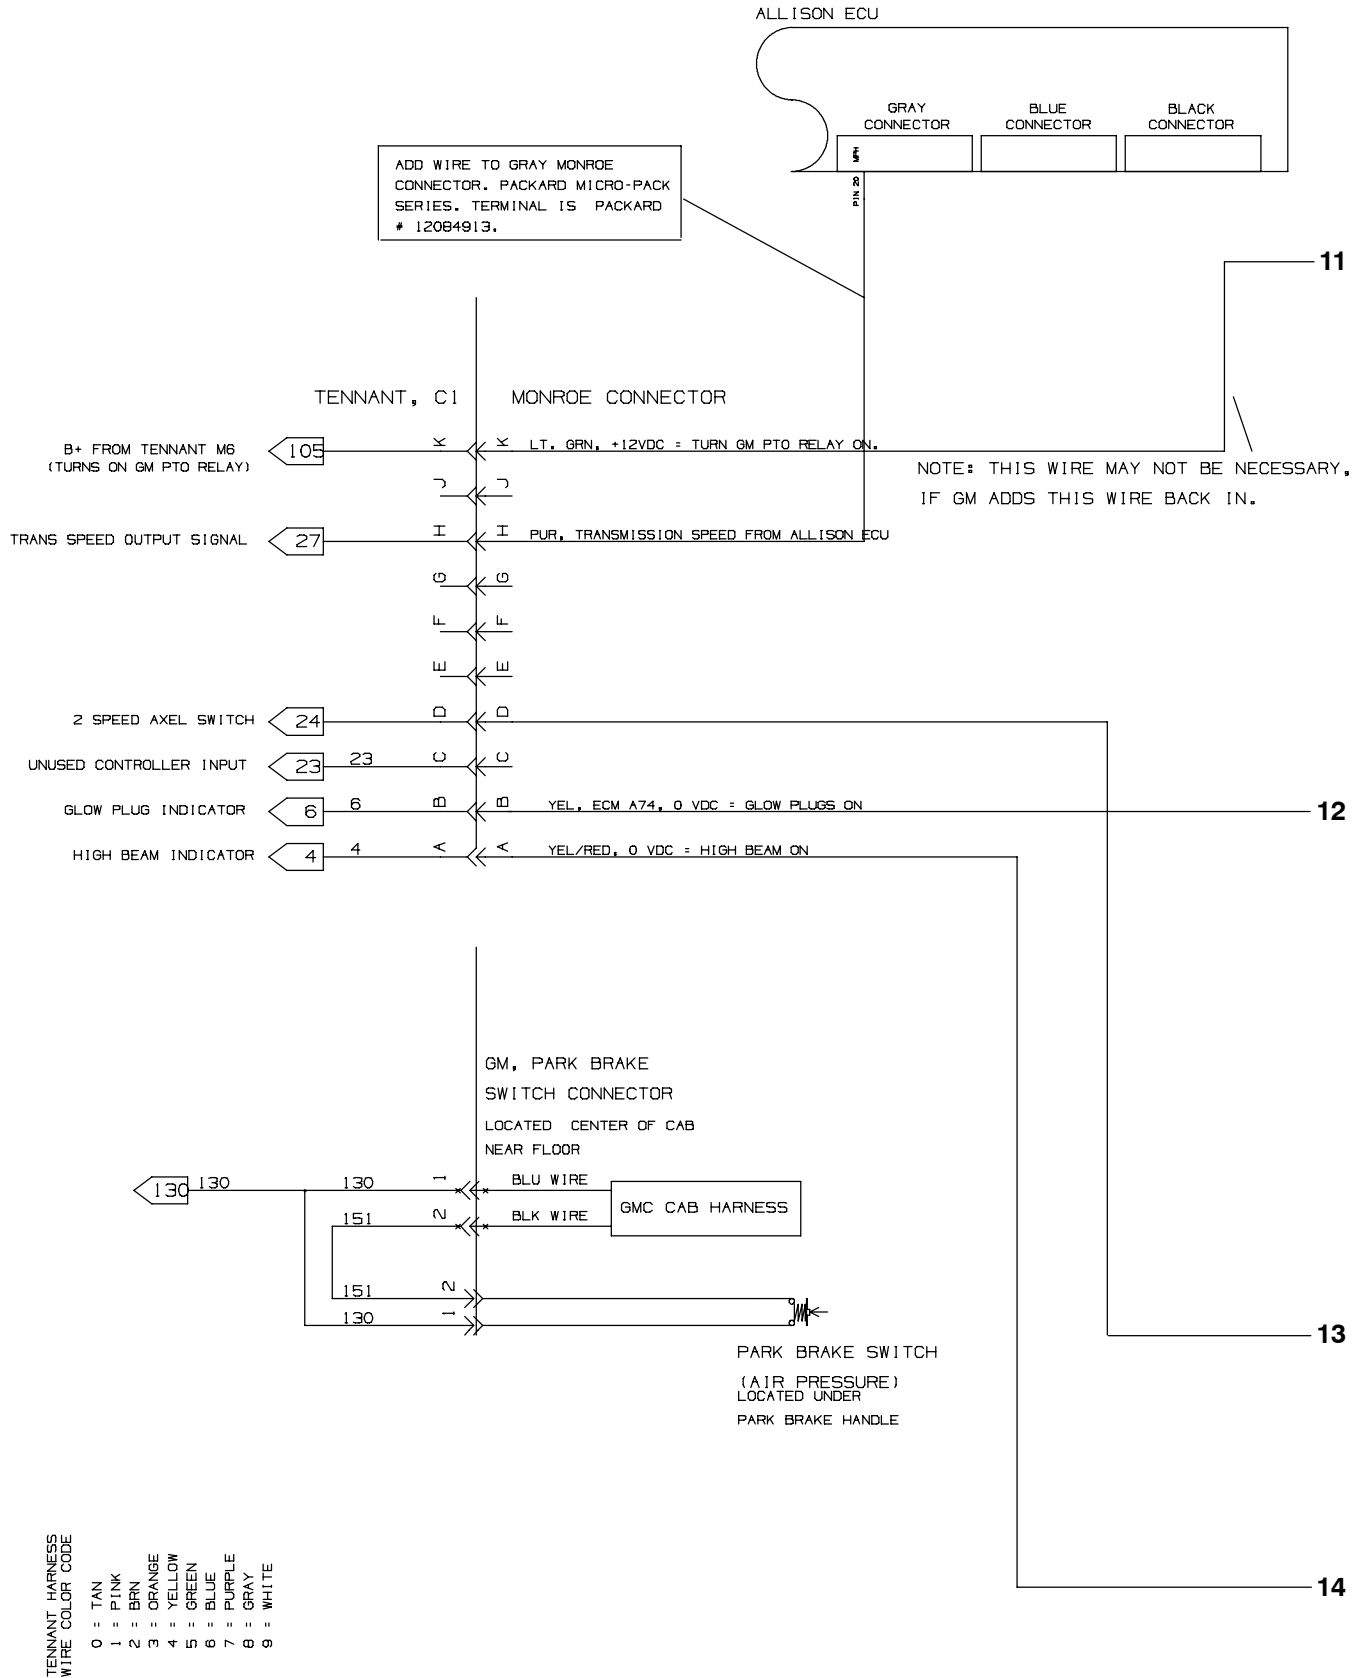 ALLISON ECU
GRAY
CONNECTOR
BLUE
CONNECTOR
BLACK
CONNECTOR
PIN 20
ADD WIRE TO GRAY MONROE
CONNECTOR. PACKARD MICRO-PACK
SERIES. TERMINAL IS PACKARD
# 12084913.
11
TENNANT, C1
MONROE CONNECTOR
B+ FROM TENNANT M6
(TURNS ON GM PTO RELAY)
105
K
K
LT. GRN, +12VDC = TURN GM PTO RELAY ON.
NOTE: THIS WIRE MAY NOT BE NECESSARY,
IF GM ADDS THIS WIRE BACK IN.
J
J
TRANS SPEED OUTPUT SIGNAL
27
H
H
PUR, TRANSMISSION SPEED FROM ALLISON ECU
G
G
F
F
E
E
2 SPEED AXEL SWITCH
24
D
D
UNUSED CONTROLLER INPUT
23
23
C
C
GLOW PLUG INDICATOR
6
6
B
B
YEL, ECM A74, 0 VDC = GLOW PLUGS ON
12
HIGH BEAM INDICATOR
4
4
A
A
YEL/RED, 0 VDC = HIGH BEAM ON
GM, PARK BRAKE
SWITCH CONNECTOR
LOCATED CENTER OF CAB
NEAR FLOOR
130
130
130
1
BLU WIRE
GMC CAB HARNESS
151
2
BLK WIRE
151
2
130
1
13
PARK BRAKE SWITCH
(AIR PRESSURE)
LOCATED UNDER
PARK BRAKE HANDLE
14
TENNANT HARNESS
WIRE COLOR CODE
0 = TAN
1 = PINK
2 = BRN
3 = ORANGE
4 = YELLOW
5 = GREEN
6 = BLUE
7 = PURPLE
8 = GRAY
9 = WHITE